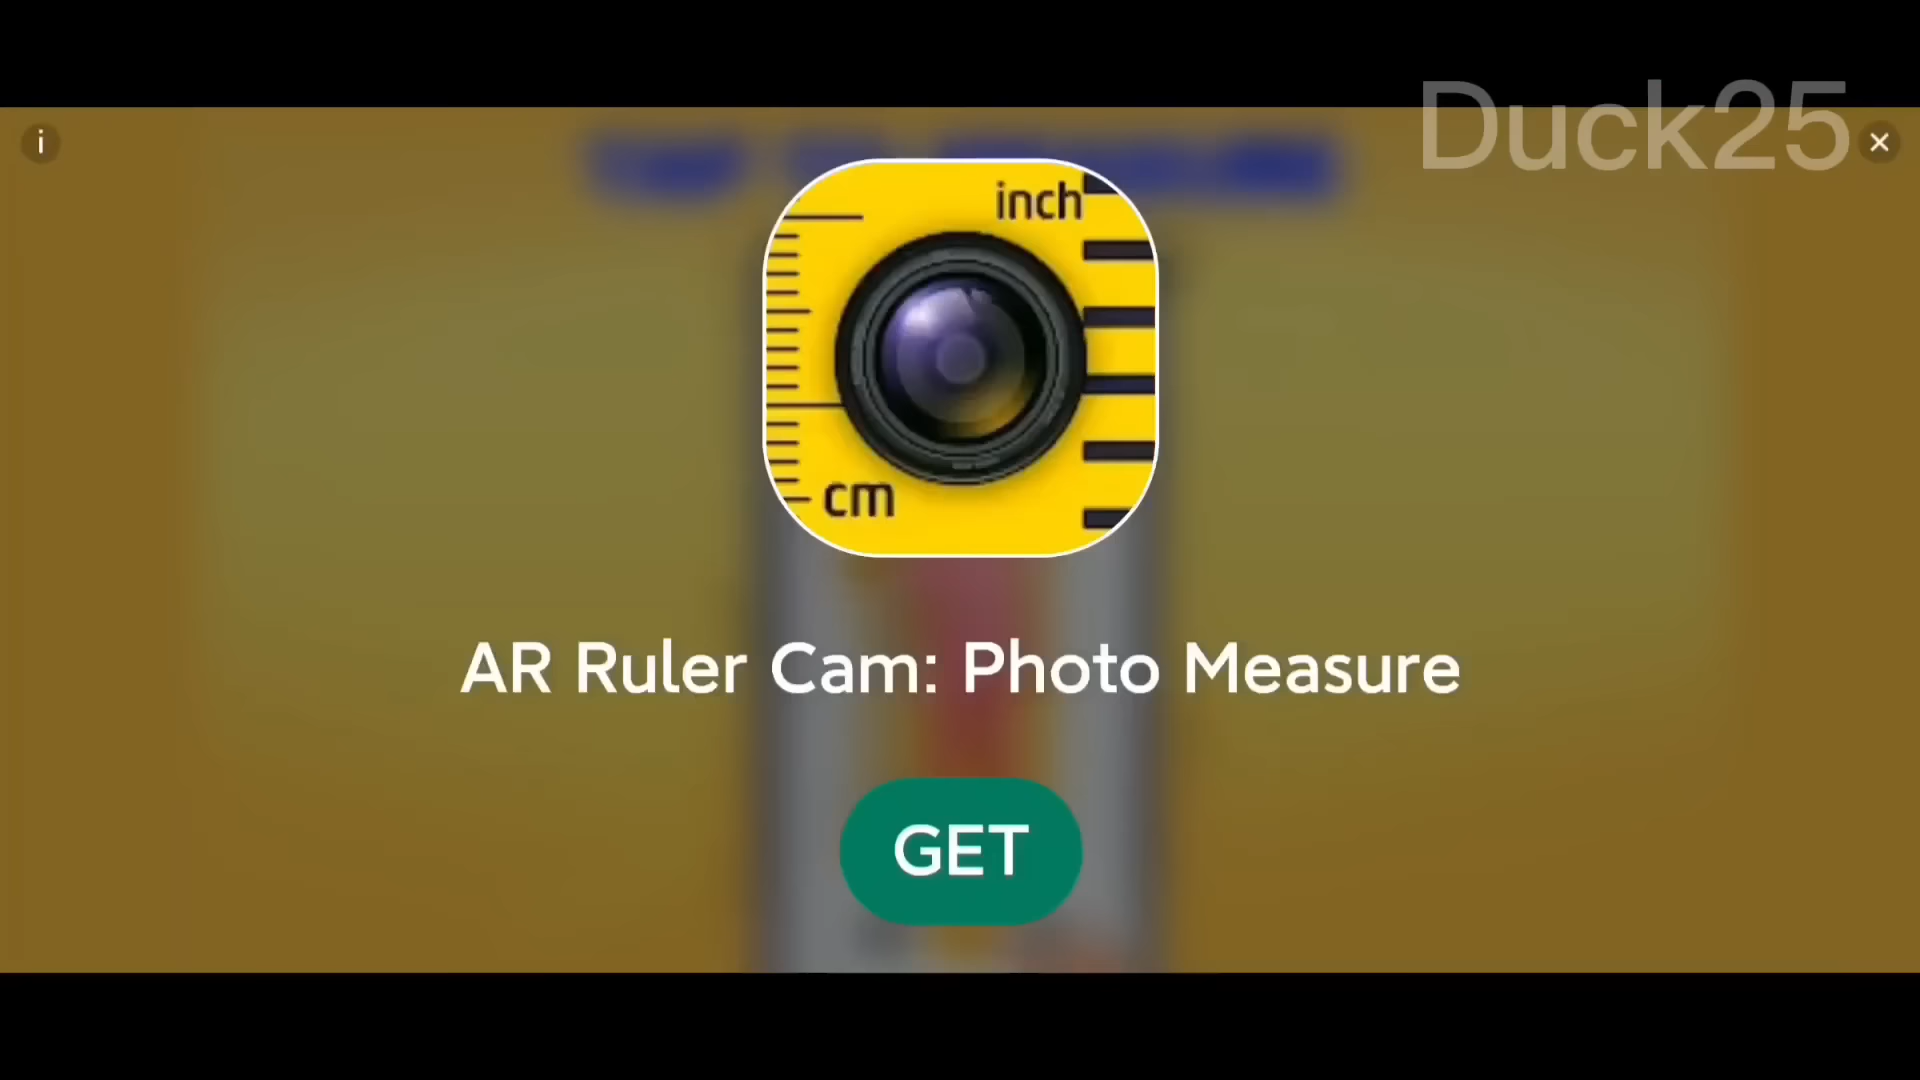 Duck25
i
inch
cm
AR Ruler Cam: Photo Measure
GET